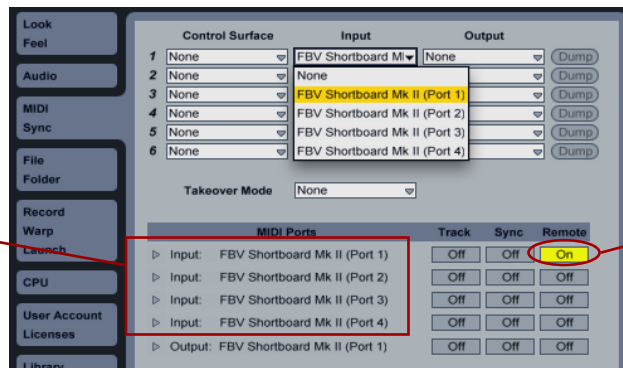 Look
Feel
Audio
MIDI
Sync
File
Folder
Record
Warp
Launch
CPU
User Account
Licenses
Library
Control Surface Input Output
1 None FBV Shortboard MI None Dump
2 None None Dump
3 None FBV Shortboard Mk II (Port 1) Dump
4 None FBV Shortboard Mk II (Port 2) Dump
5 None FBV Shortboard Mk II (Port 3) Dump
6 None FBV Shortboard Mk II (Port 4) Dump
Takeover Mode None
MIDI Ports Track Sync Remote
Input: FBV Shortboard Mk II (Port 1) Off Off On
Input: FBV Shortboard Mk II (Port 2) Off Off Off
Input: FBV Shortboard Mk II (Port 3) Off Off Off
Input: FBV Shortboard Mk II (Port 4) Off Off Off
Output: FBV Shortboard Mk II (Port 1) Off Off Off